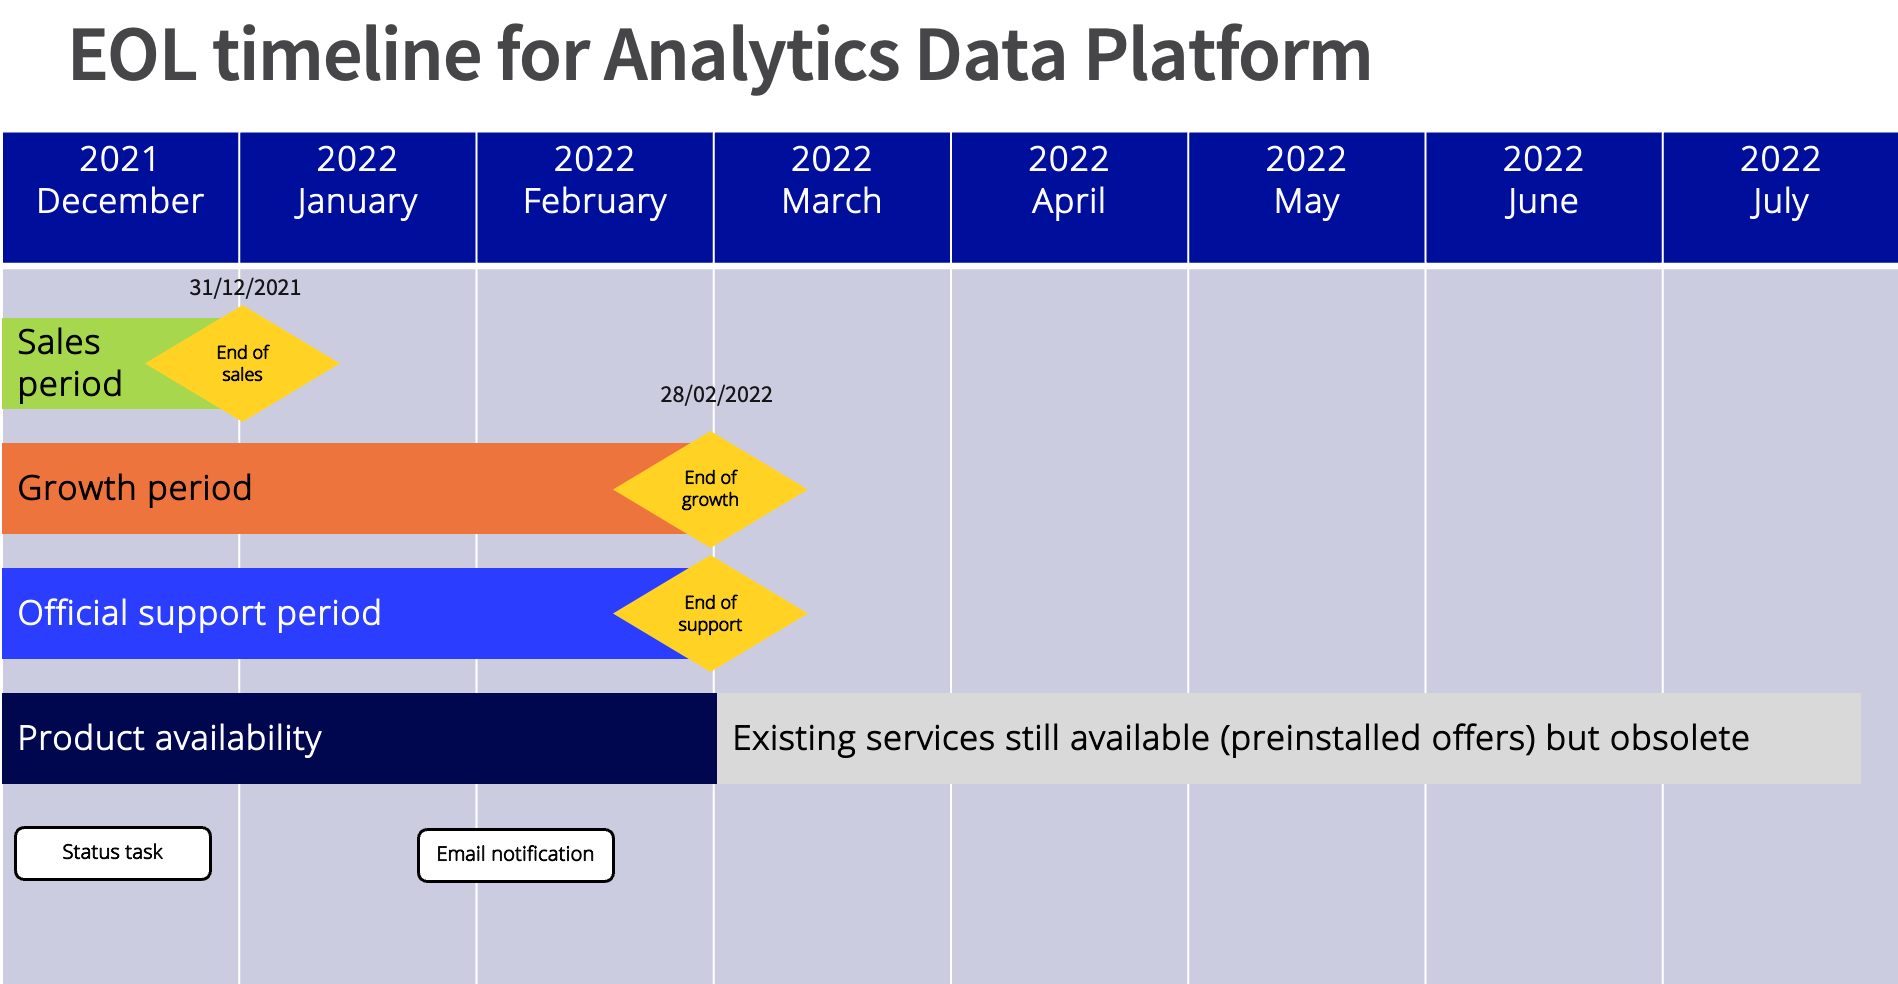 EOL timeline for Analytics Data Platform
2021
December
2022
January
2022
February
2022
March
2022
April
2022
May
2022
June
2022
July
31/12/2021
Sales
period
End of
sales
28/02/2022
Growth period
End of
growth
Official support period
End of
support
Product availability
Existing services still available (preinstalled offers) but obsolete
Status task
Email notification